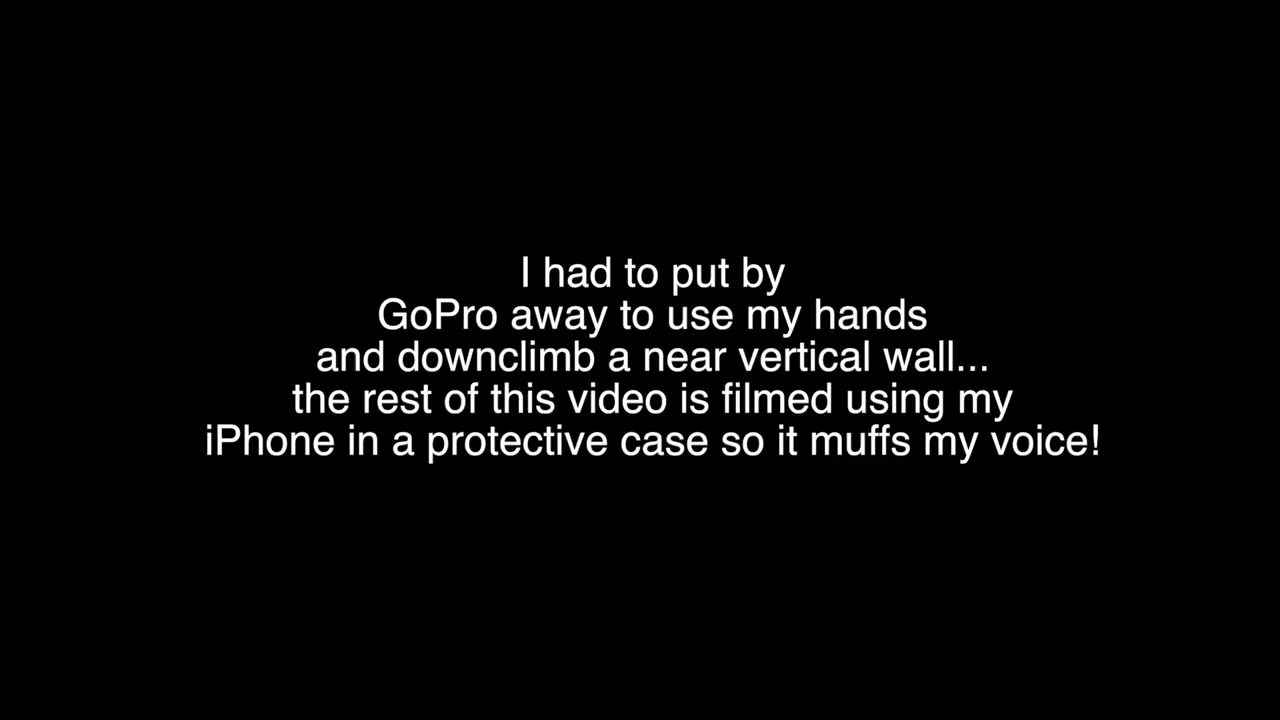 I had to put by
GoPro away to use my hands
and downclimb a near vertical wall...
the rest of this video is filmed using my
iPhone in a protective case so it muffs my voice!